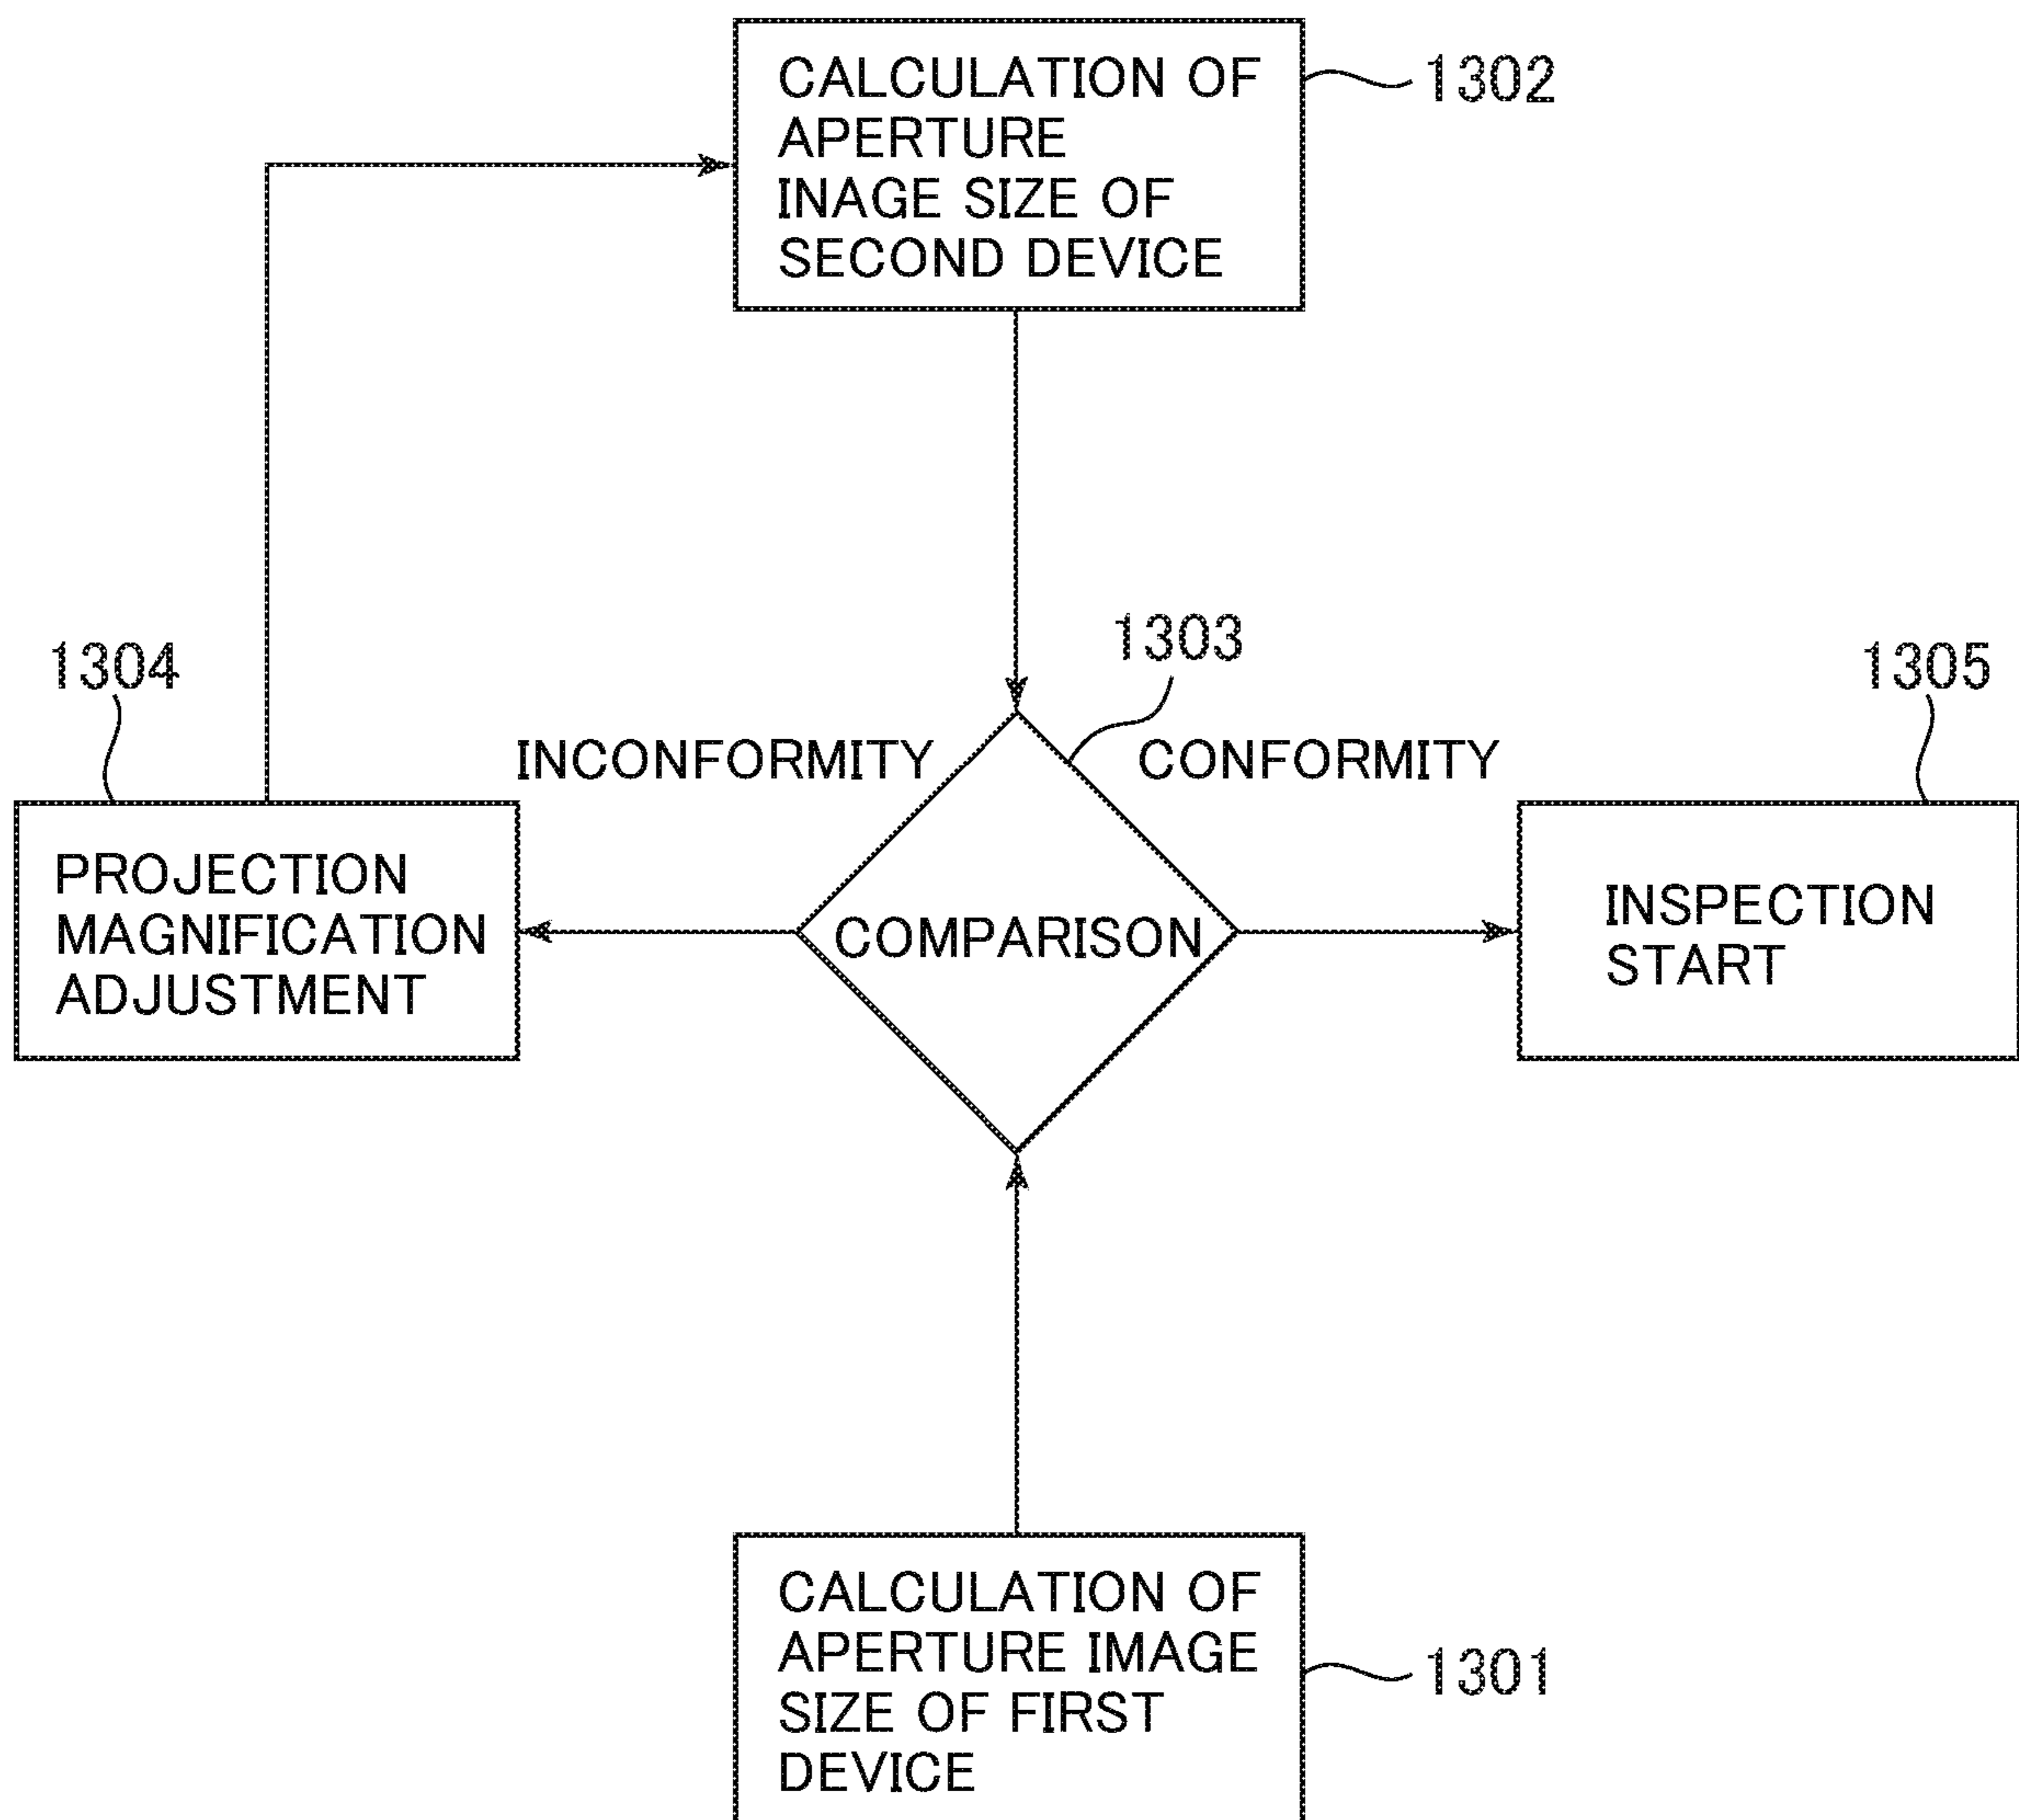 CALCULATION OF
APERTURE
INAGE SIZE OF
SECOND DEVICE
1302
1303
1304
1305
INCONFORMITY
CONFORMITY
PROJECTION
MAGNIFICATION
ADJUSTMENT
COMPARISON
INSPECTION
START
CALCULATION OF
APERTURE IMAGE
SIZE OF FIRST
DEVICE
1301